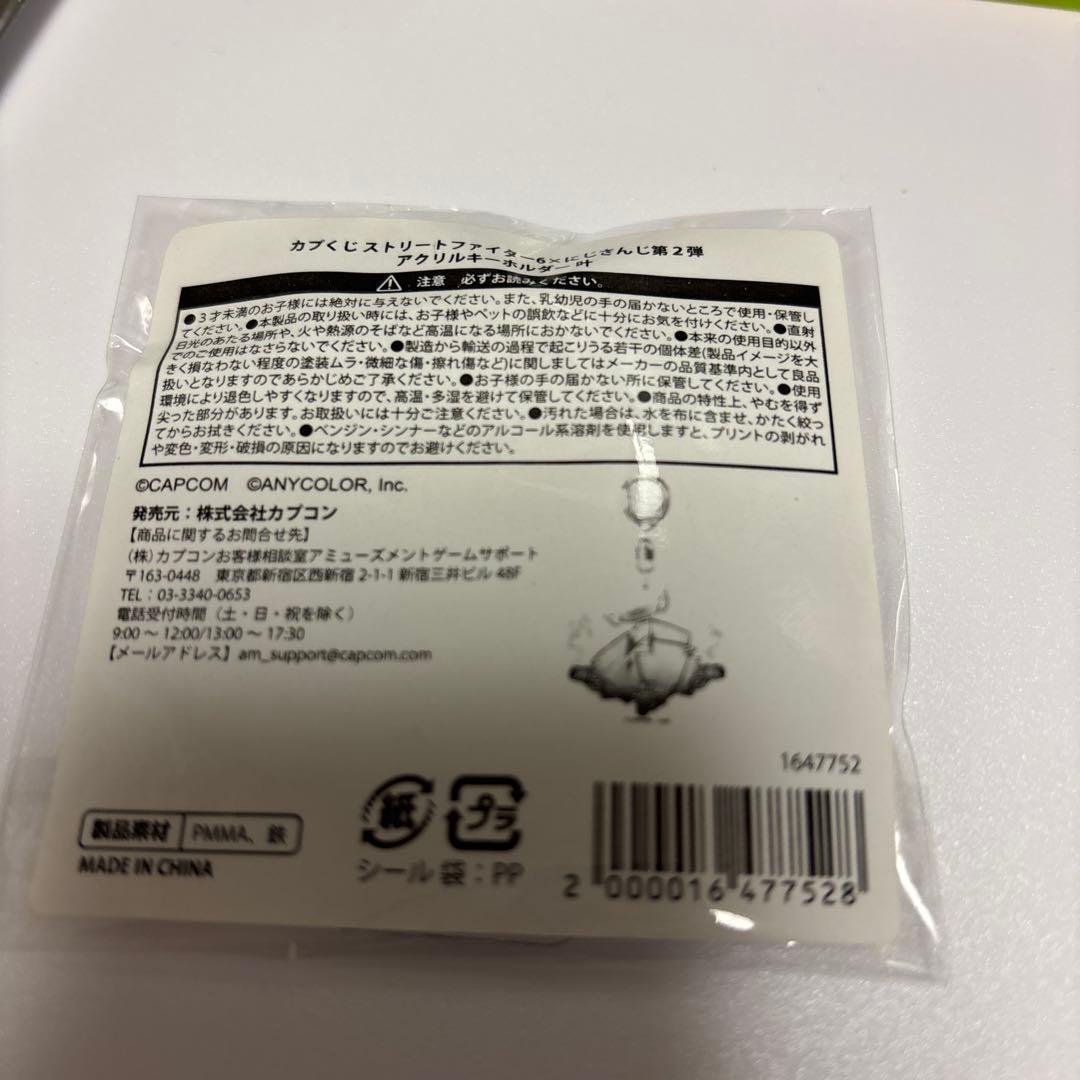 カプくじ ストリートファイター6×にじさんじ第2弾
アクリルキーホルダー 叶
注意 必ずお読みください。
●3才未満のお子様には絶対に与えないでください。また、乳幼児の手の届かないところで使用・保管し
てください。●本製品の取り扱い時には、お子様やペットの誤飲などに十分にお気を付けください。●直射
日光のあたる場所や、火や熱源のそばなど高温になる場所におかないでください。●本来の使用目的以外
でのご使用はなさらないでください。●製造から輸送の過程で起こりうる若干の個体差(製品イメージを大
きく損なわない程度の塗装ムラ・微細な傷・擦れ傷など)に関しましてはメーカーの品質基準内として良品
扱いとなりますのであらかじめご了承ください。●お子様の手の届かない所に保管してください。●使用
環境により退色しやすくなりますので、高温・多湿を避けて保管してください。●商品の特性上、やむを得ず
尖った部分があります。お取扱いには十分ご注意ください。●汚れた場合は、水を布に含ませ、かたく絞っ
てからお拭きください。●ベンジン・シンナーなどのアルコール系溶剤を使用しますと、プリントの剥がれ
や変色・変形・破損の原因になりますのでお避けください。
©CAPCOM ©ANYCOLOR, Inc.
発売元：株式会社カプコン
【商品に関するお問合せ先】
（株）カプコンお客様相談室アミューズメントゲームサポート
〒163-0448 東京都新宿区西新宿 2-1-1 新宿三井ビル 48F
TEL：03-3340-0653
電話受付時間（土・日・祝を除く）
9:00 ～ 12:00/13:00 ～ 17:30
【メールアドレス】am_support@capcom.com
1647752
製品素材 PMMA、鉄
MADE IN CHINA
紙 プラ
シール 袋：PP
2 000016 477528